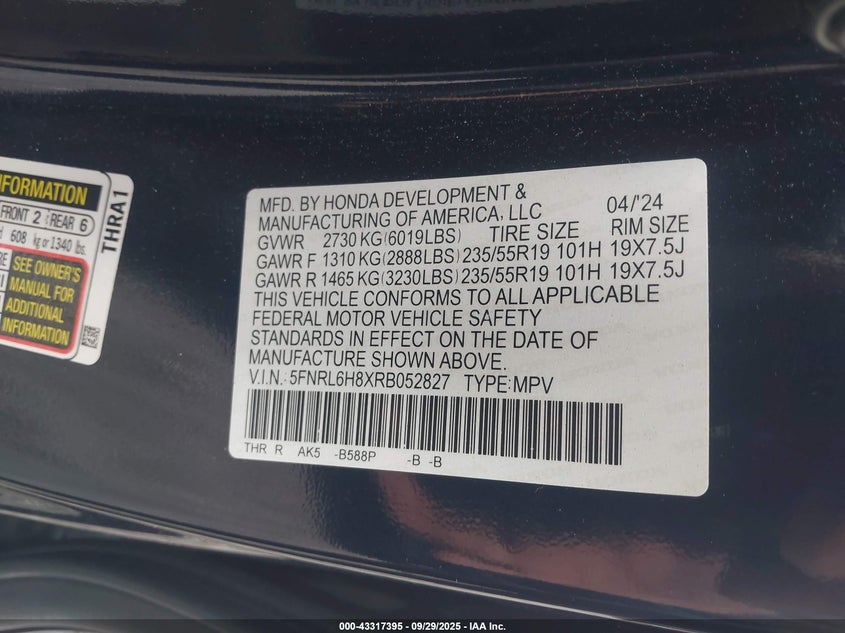 NFORMATION
FRONT 2 REAR 6
608 kg or 1340 lbs.
SEE OWNER'S
MANUAL FOR
ADDITIONAL
INFORMATION
THRA1
MFD. BY HONDA DEVELOPMENT & 04/'24
MANUFACTURING OF AMERICA, LLC
GVWR 2730 KG(6019LBS) TIRE SIZE RIM SIZE
GAWR F 1310 KG(2888LBS) 235/55R19 101H 19X7.5J
GAWR R 1465 KG(3230LBS) 235/55R19 101H 19X7.5J
THIS VEHICLE CONFORMS TO ALL APPLICABLE
FEDERAL MOTOR VEHICLE SAFETY
STANDARDS IN EFFECT ON THE DATE OF
MANUFACTURE SHOWN ABOVE.
V.I.N.: 5FNRL6H8XRB052827 TYPE:MPV
THR R AK5 -B588P -B -B
000-43317395 - 09/29/2025 - IAA Inc.